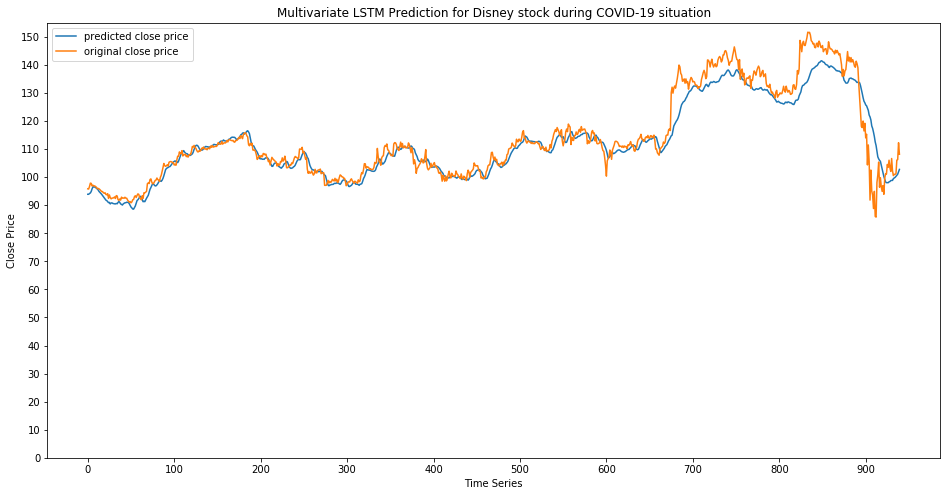 Multivariate LSTM Prediction for Disney stock during COVID-19 situation
predicted close price
original close price
150
140
130
120
110
100
90
80
70
60
50
40
30
20
10
0
Close Price
0 100 200 300 400 500 600 700 800 900
Time Series